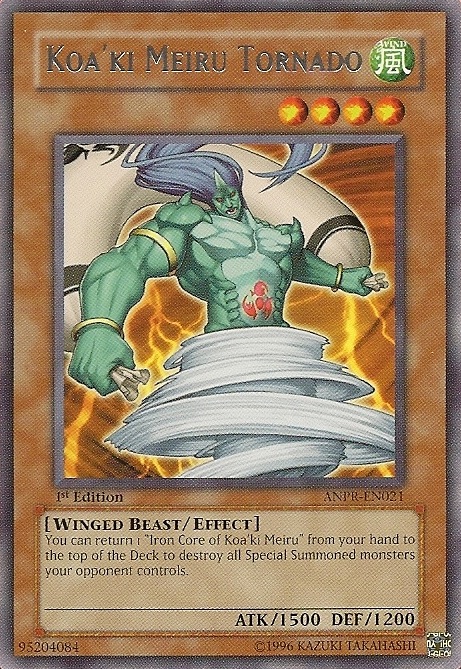 KOA'KI MEIRU TORNADO
WIND
風
1st Edition
ANPR-EN021
[WINGED BEAST/EFFECT]
You can return 1 "Iron Core of Koa'ki Meiru" from your hand to
the top of the Deck to destroy all Special Summoned monsters
your opponent controls.
ATK/1500 DEF/1200
95204084
©1996 KAZUKI TAKAHASHI